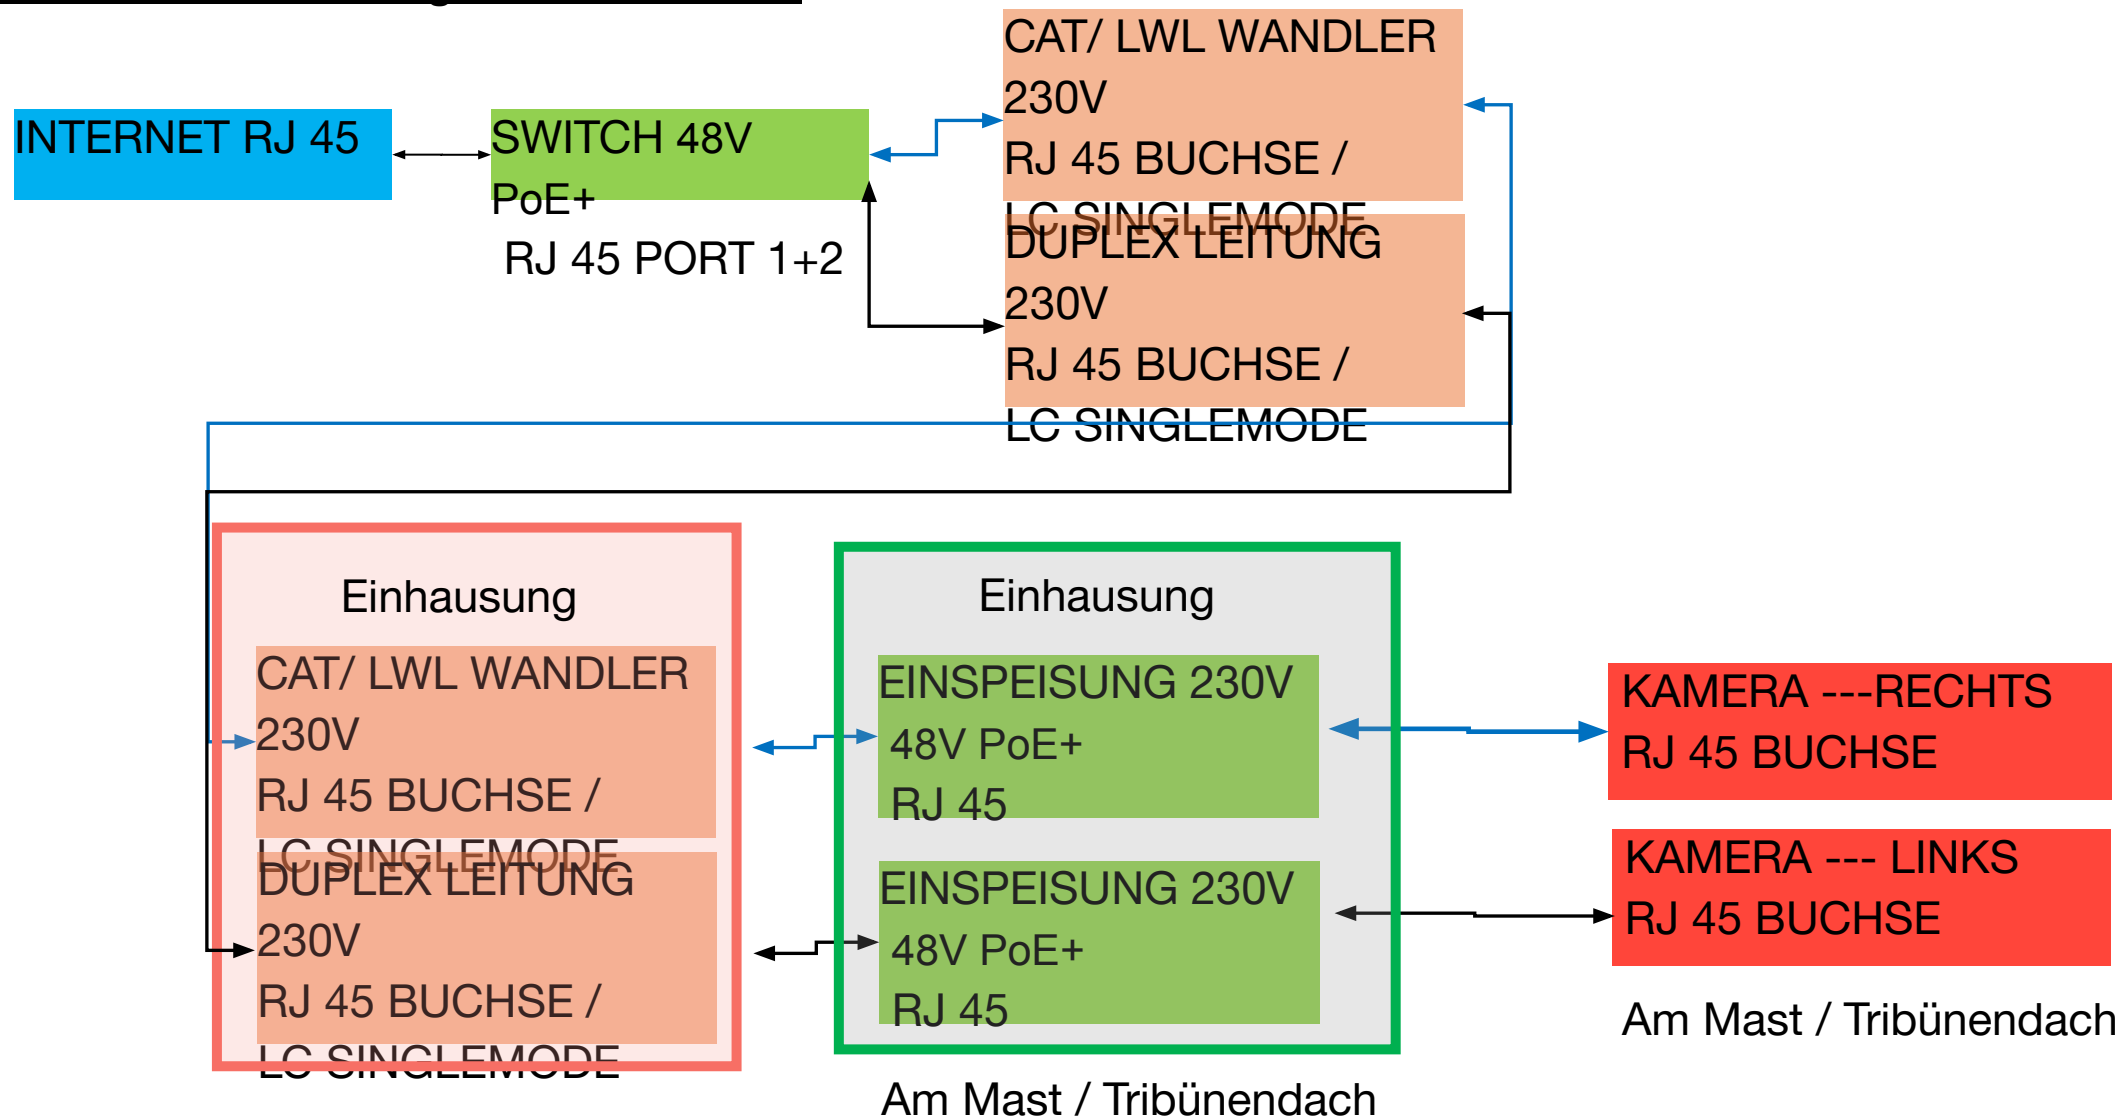 CAT/ LWL WANDLER
230V
RJ 45 BUCHSE /
LC SINGLEMODE
INTERNET RJ 45
SWITCH 48V
PoE+
RJ 45 PORT 1+2
DUPLEX LEITUNG
230V
RJ 45 BUCHSE /
LC SINGLEMODE
Einhausung
CAT/ LWL WANDLER
230V
RJ 45 BUCHSE /
LC SINGLEMODE
DUPLEX LEITUNG
230V
RJ 45 BUCHSE /
LC SINGLEMODE
Einhausung
EINSPEISUNG 230V
48V PoE+
RJ 45
EINSPEISUNG 230V
48V PoE+
RJ 45
Am Mast / Tribünendach
KAMERA ---RECHTS
RJ 45 BUCHSE
KAMERA --- LINKS
RJ 45 BUCHSE
Am Mast / Tribünendach